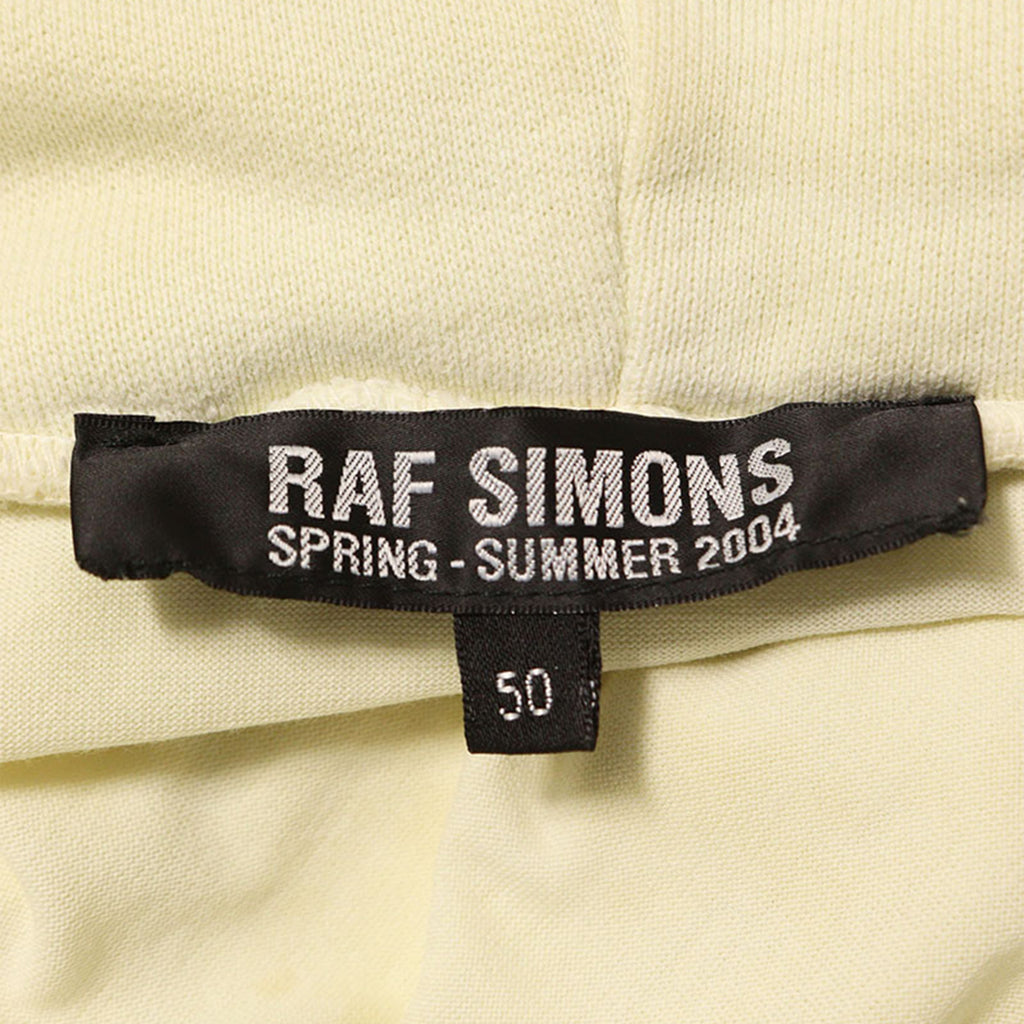 RAF SIMONS
SPRING - SUMMER 2004
50